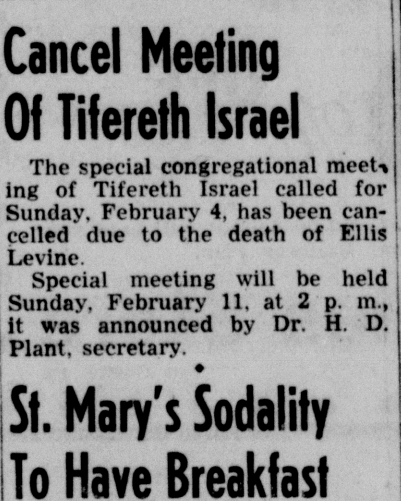 Cancel Meeting
Of Tifereth Israel
The special congregational meet-
ing of Tifereth Israel called for
Sunday, February 4, has been can-
celled due to the death of Ellis
Levine.
Special meeting will be held
Sunday, February 11, at 2 p. m.,
it was announced by Dr. H. D.
Plant, secretary.
St. Mary's Sodality
To Have Breakfast